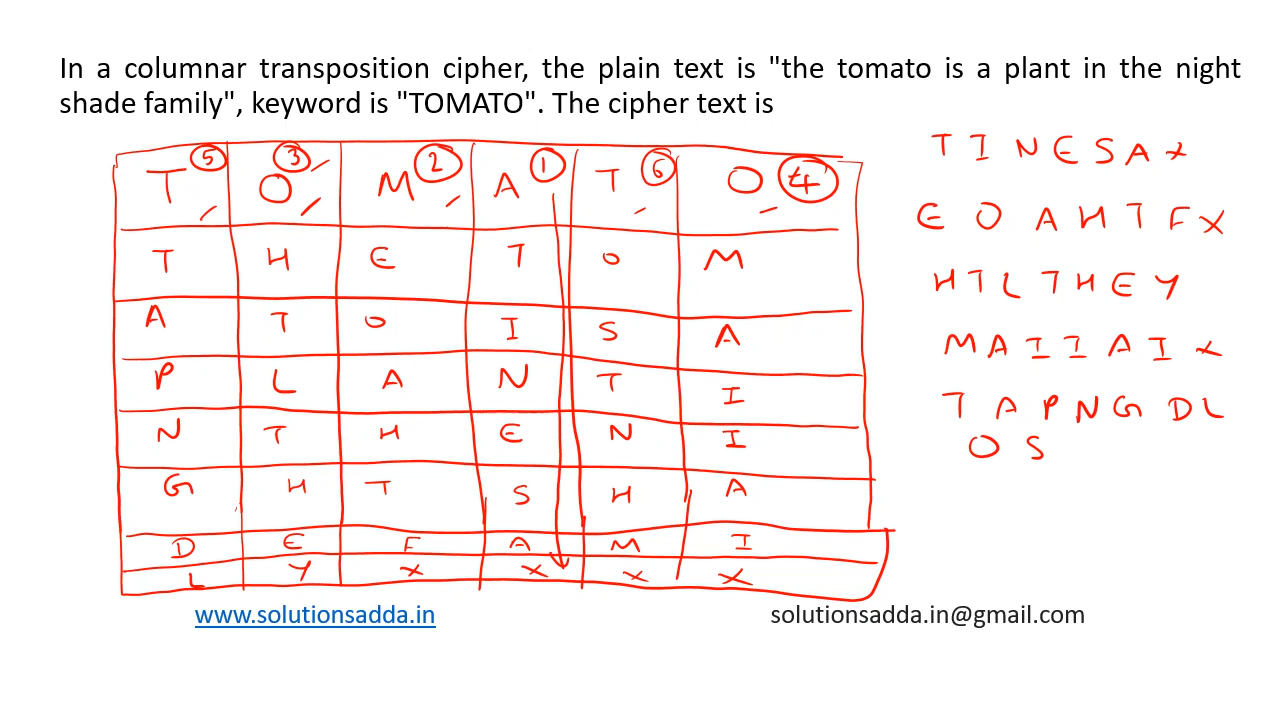 In a columnar transposition cipher, the plain text is "the tomato is a plant in the night
shade family", keyword is "TOMATO". The cipher text is
T 5 O 3 M 2 A 1 T 6 O 4
T H E T O M
A T O I S A
P L A N T I
N T H E N I
G H T S H A
D E F A M I
L Y X X X X
T I N E S A X
E O A H T F X
H T L T H E Y
M A I I A I X
T A P N G D L
O S
www.solutionsadda.in
solutionsadda.in@gmail.com